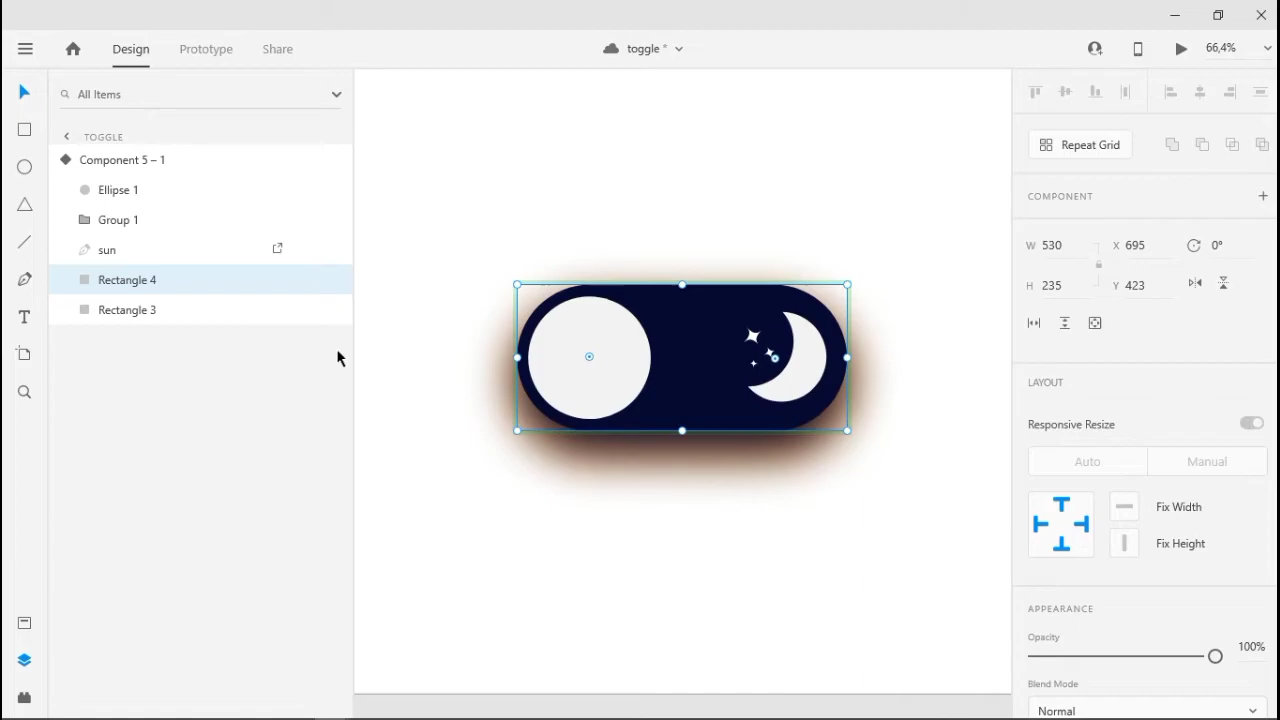 Design Prototype Share toggle * 66,4%
All Items
TOGGLE
Component 5 – 1
Ellipse 1
Group 1
sun
Rectangle 4
Rectangle 3
Repeat Grid
COMPONENT +
W 530 X 695 0°
H 235 Y 423
LAYOUT
Responsive Resize
Auto Manual
Fix Width
Fix Height
APPEARANCE
Opacity
100%
Blend Mode
Normal